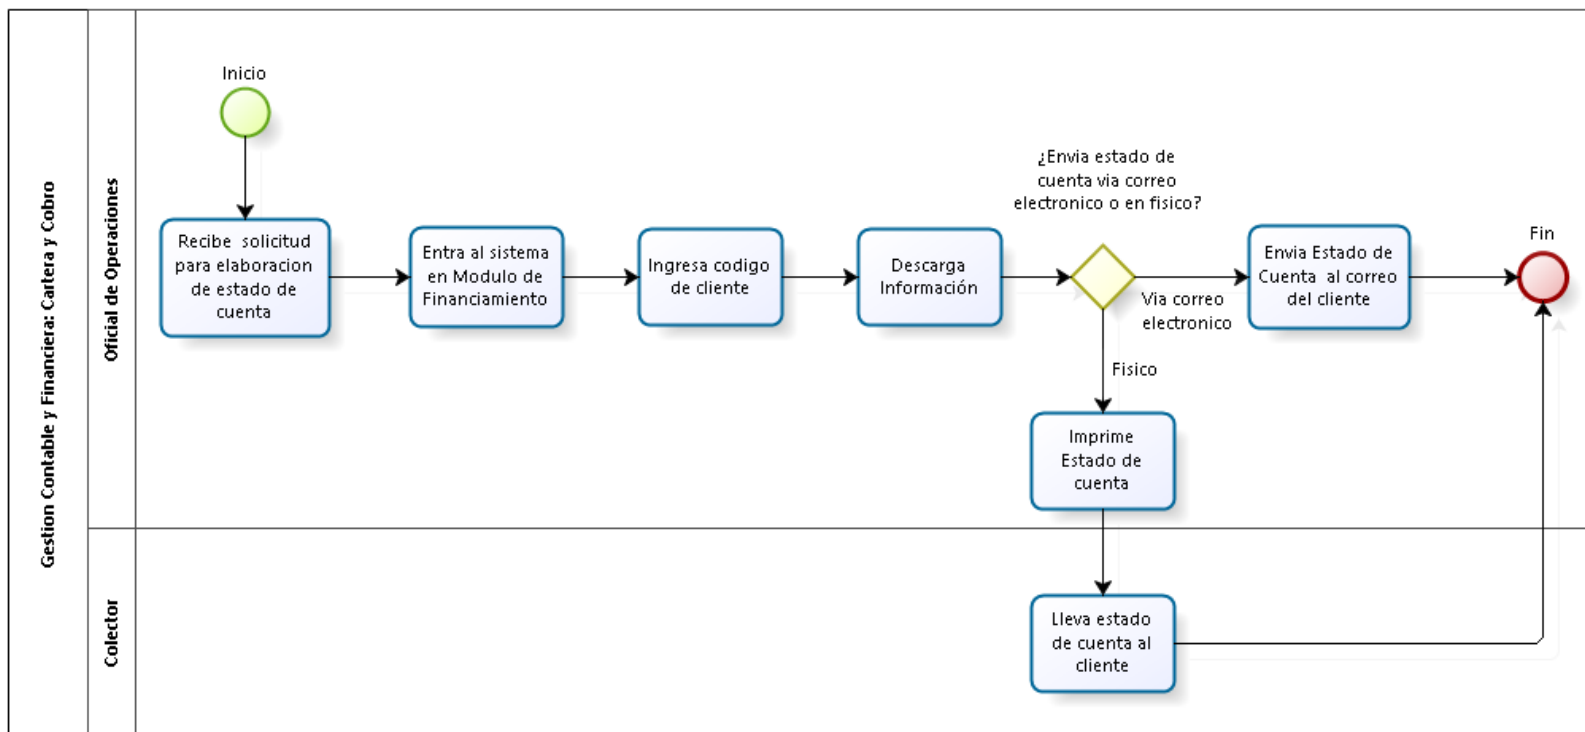 Gestion Contable y Financiera: Cartera y Cobro
Oficial de Operaciones
Inicio
Recibe solicitud
para elaboracion
de estado de
cuenta
Entra al sistema
en Modulo de
Financiamiento
Ingresa codigo
de cliente
Descarga
Información
¿Envia estado de
cuenta via correo
electronico o en fisico?
Via correo
electronico
Envia Estado de
Cuenta al correo
del cliente
Fin
Fisico
Imprime
Estado de
cuenta
Colector
Lleva estado
de cuenta al
cliente